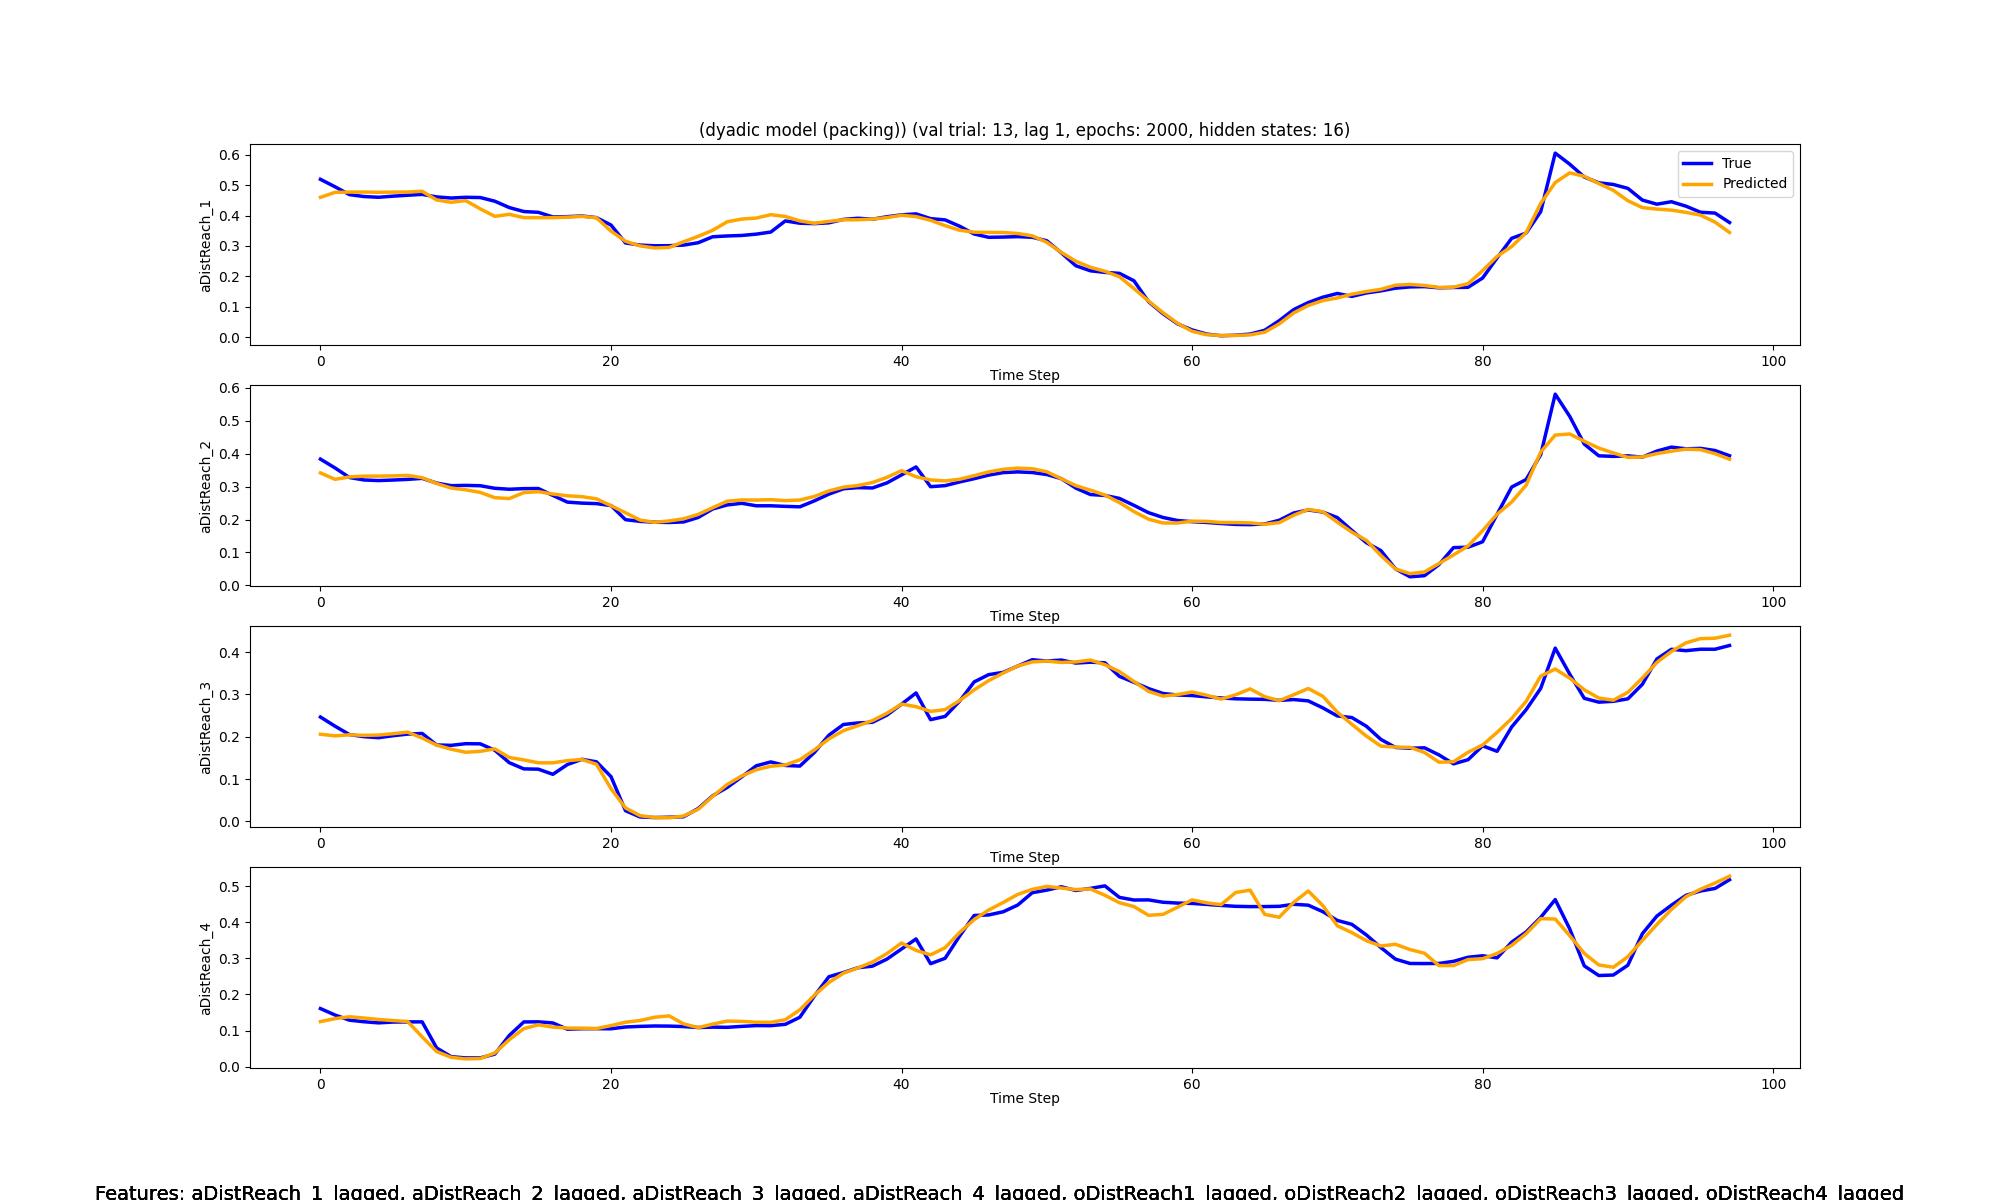 (dyadic model (packing)) (val trial: 13, lag 1, epochs: 2000, hidden states: 16)
True
Predicted
aDistReach_1
0.6
0.5
0.4
0.3
0.2
0.1
0.0
0 20 40 60 80 100
Time Step
aDistReach_2
0.6
0.5
0.4
0.3
0.2
0.1
0.0
0 20 40 60 80 100
Time Step
aDistReach_3
0.4
0.3
0.2
0.1
0.0
0 20 40 60 80 100
Time Step
aDistReach_4
0.5
0.4
0.3
0.2
0.1
0.0
0 20 40 60 80 100
Time Step
Features: aDistReach_1_lagged, aDistReach_2_lagged, aDistReach_3_lagged, aDistReach_4_lagged, oDistReach1_lagged, oDistReach2_lagged, oDistReach3_lagged, oDistReach4_lagged